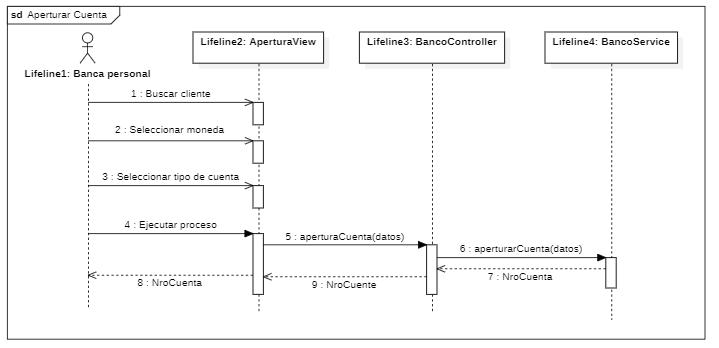 sd Aperturar Cuenta
Lifeline1: Banca personal
Lifeline2: AperturaView
Lifeline3: BancoController
Lifeline4: BancoService
1 : Buscar cliente
2 : Seleccionar moneda
3 : Seleccionar tipo de cuenta
4 : Ejecutar proceso
5 : aperturaCuenta(datos)
6 : aperturarCuenta(datos)
7 : NroCuenta
8 : NroCuenta
9 : NroCuente